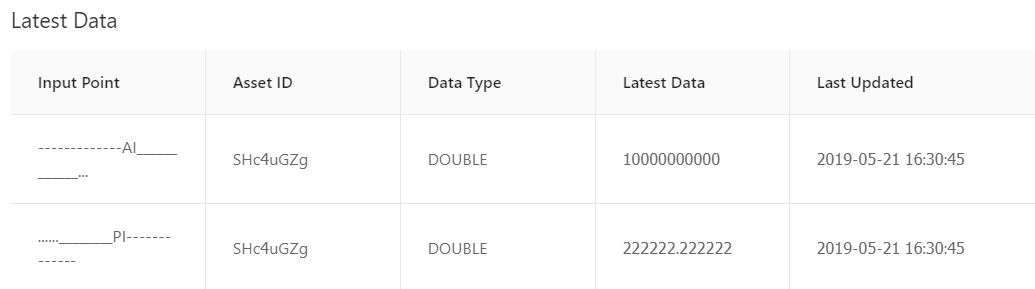 Latest Data
Input Point Asset ID Data Type Latest Data Last Updated
-------------AI______
______... SHc4uGZg DOUBLE 10000000000 2019-05-21 16:30:45
......________PI-------
------ SHc4uGZg DOUBLE 222222.222222 2019-05-21 16:30:45